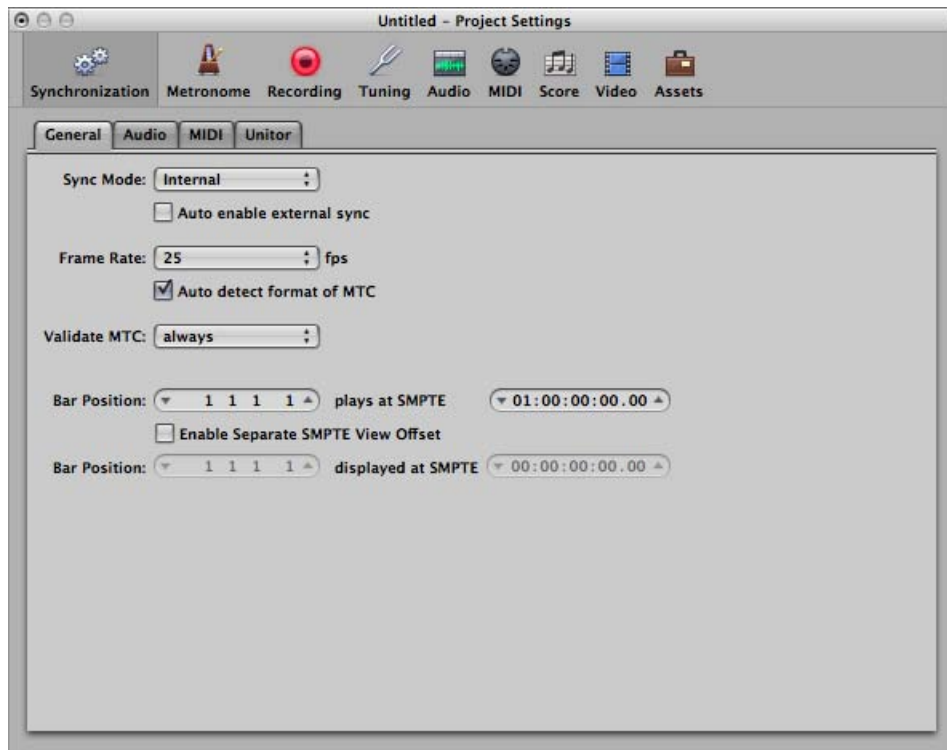 Untitled – Project Settings
Synchronization Metronome Recording Tuning Audio MIDI Score Video Assets
General Audio MIDI Unitor
Sync Mode: Internal
Auto enable external sync
Frame Rate: 25 fps
Auto detect format of MTC
Validate MTC: always
Bar Position: 1 1 1 1 plays at SMPTE 01:00:00:00.00
Enable Separate SMPTE View Offset
Bar Position: 1 1 1 1 displayed at SMPTE 00:00:00:00.00